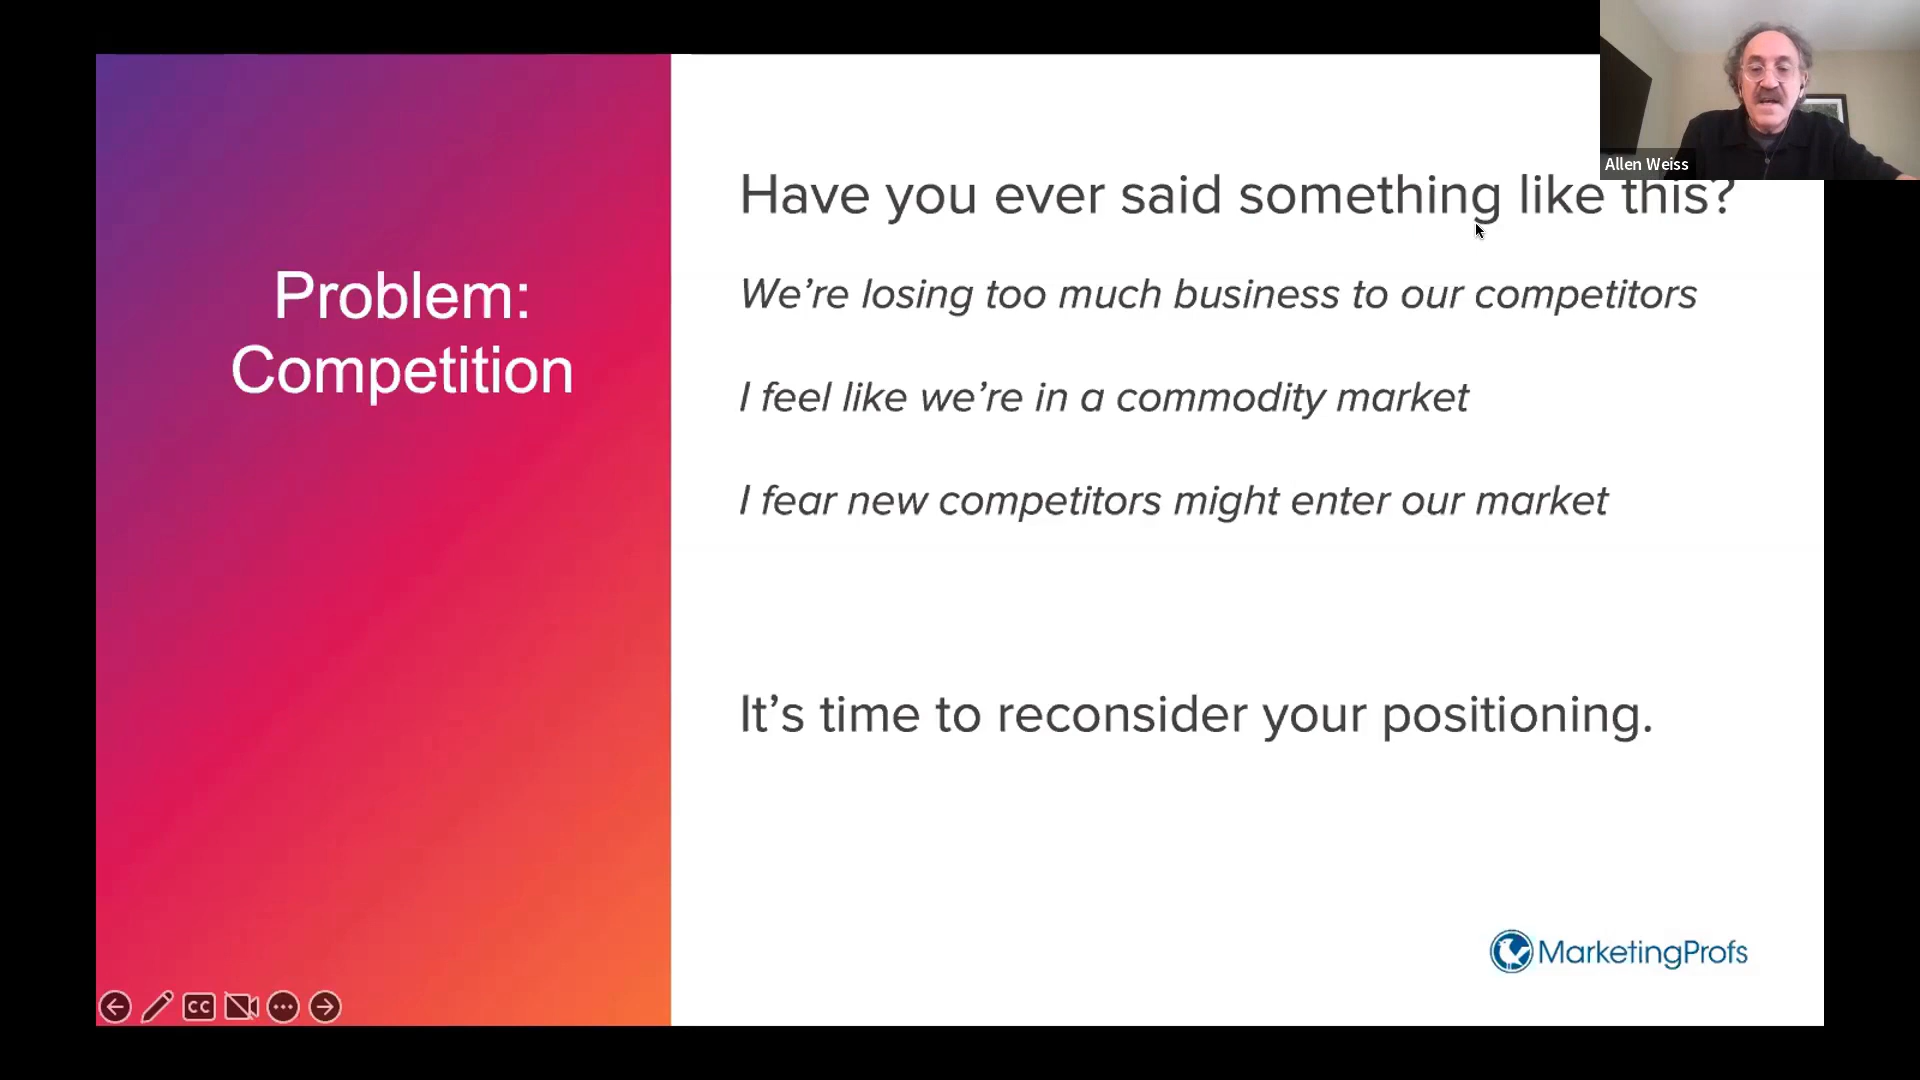 Problem:
Competition
Have you ever said something like this?
We're losing too much business to our competitors
I feel like we're in a commodity market
I fear new competitors might enter our market
It's time to reconsider your positioning.
MarketingProfs
Allen Weiss
CC